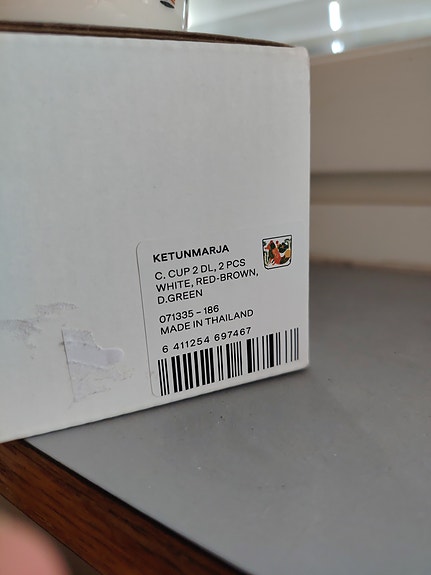 KETUNMARJA
C. CUP 2 DL, 2 PCS
WHITE, RED-BROWN,
D.GREEN
071335 – 186
MADE IN THAILAND
6 411254 697467